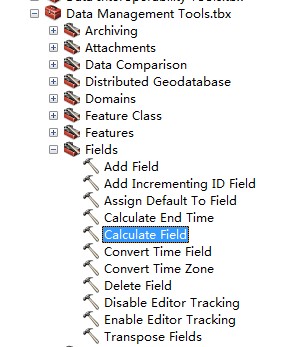 Data Interoperability Tools.tbx
Data Management Tools.tbx
Archiving
Attachments
Data Comparison
Distributed Geodatabase
Domains
Feature Class
Features
Fields
Add Field
Add Incrementing ID Field
Assign Default To Field
Calculate End Time
Calculate Field
Convert Time Field
Convert Time Zone
Delete Field
Disable Editor Tracking
Enable Editor Tracking
Transpose Fields